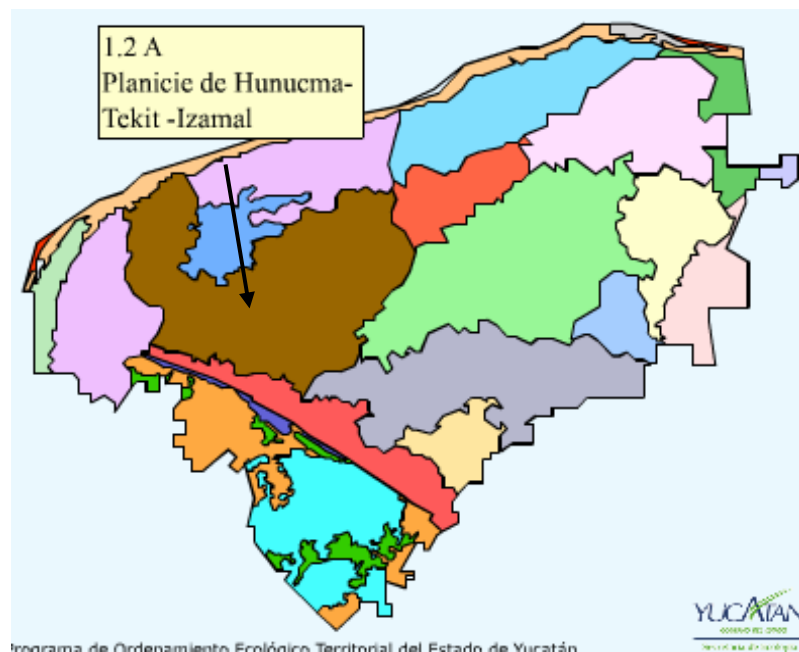 1.2 A
Planicie de Hunucma-
Tekit -Izamal
YUCATAN
Programa de Ordenamiento Ecológico Territorial del Estado de Yucatán